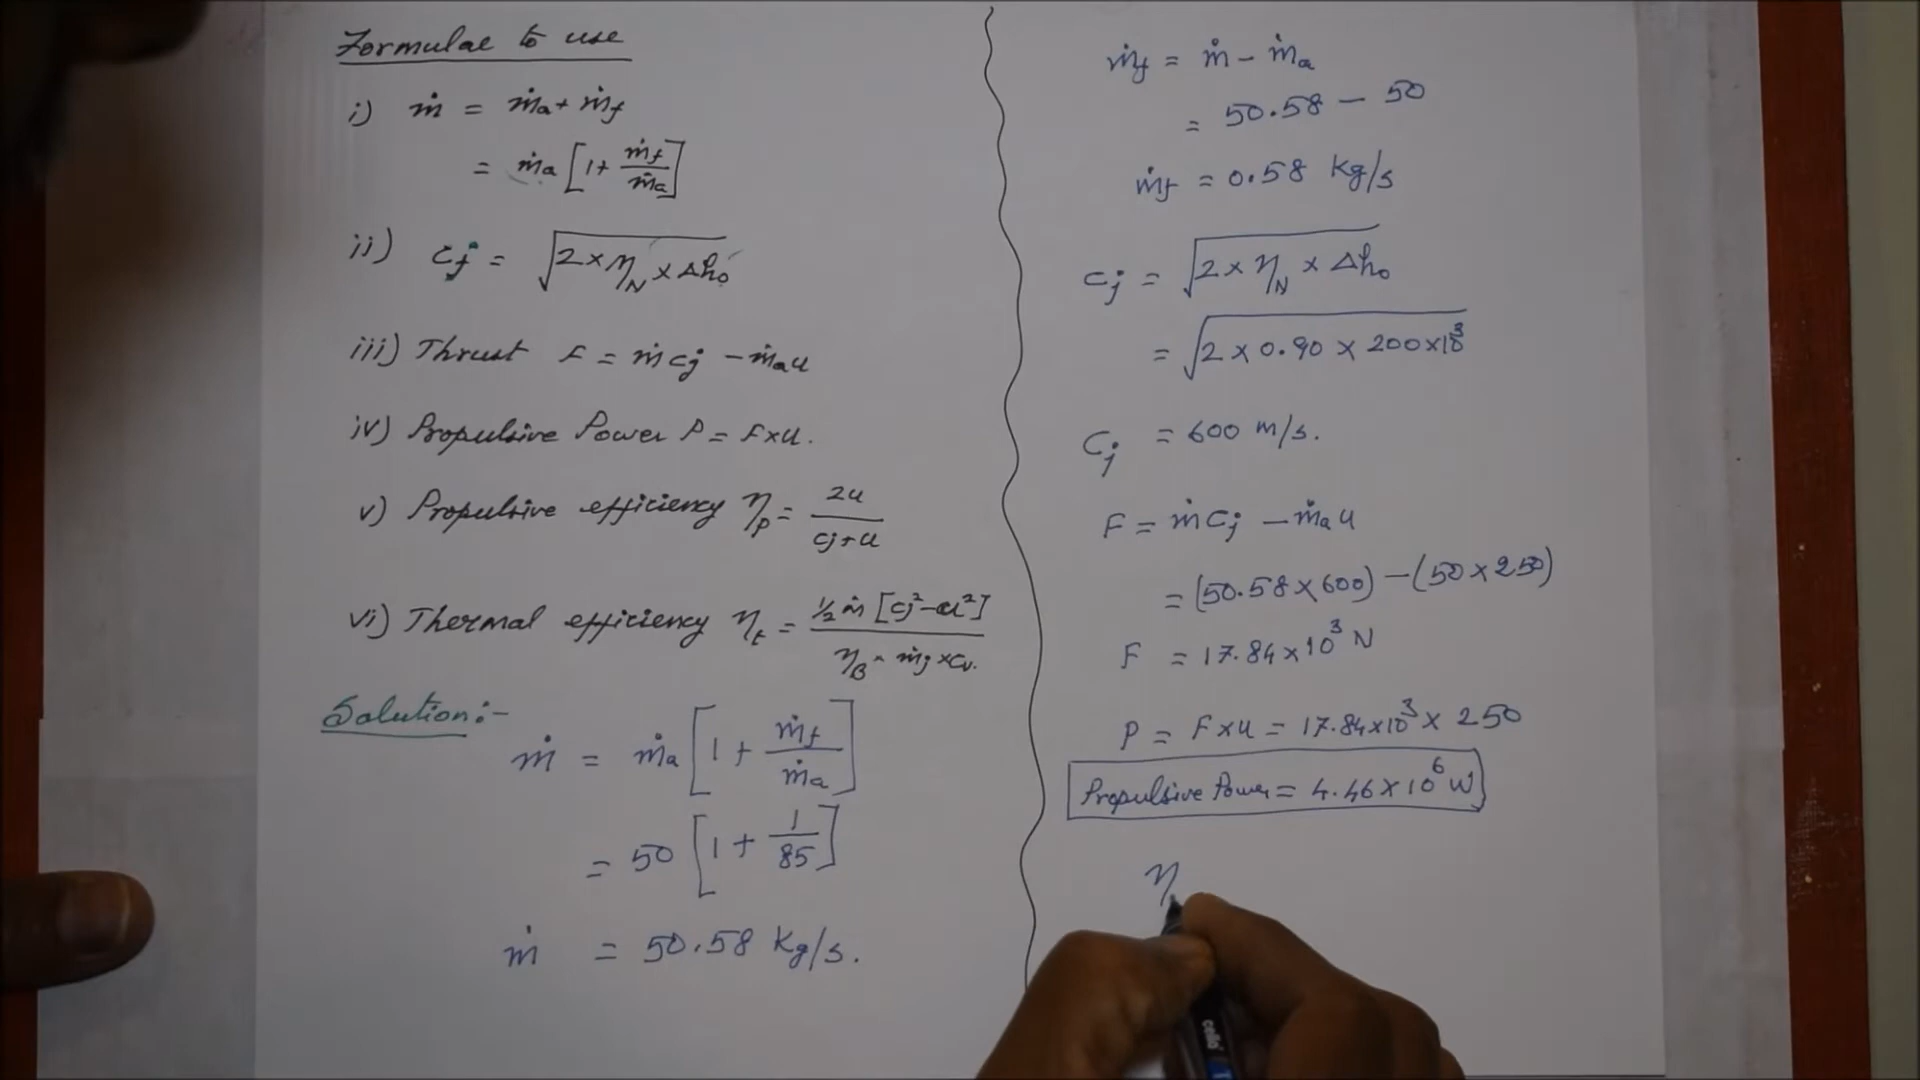 Formulae to use
i) ṁ = ṁa + ṁf
= ṁa [1 + ṁf/ṁa]
ii) cj = √(2 × ηN × Δh₀)
iii) Thrust F = ṁcj − ṁau
iv) Propulsive Power P = F×u.
v) Propulsive efficiency ηp = 2u/(cj+u)
vi) Thermal efficiency ηt = ½ṁ[cj²−u²]/(ηB × ṁf × cv.)
Solution:-
ṁ = ṁa [1 + ṁf/ṁa]
= 50 [1 + 1/85]
ṁ = 50.58 Kg/s.
ṁf = ṁ − ṁa
= 50.58 − 50
ṁf = 0.58 Kg/s
cj = √(2 × ηN × Δh₀)
= √(2 × 0.90 × 200×10³)
Cj = 600 m/s.
F = ṁCj − ṁau
= (50.58×600) − (50×250)
F = 17.84×10³ N
P = F×u = 17.84×10³ × 250
Propulsive Power = 4.46×10⁶ W
η
cello